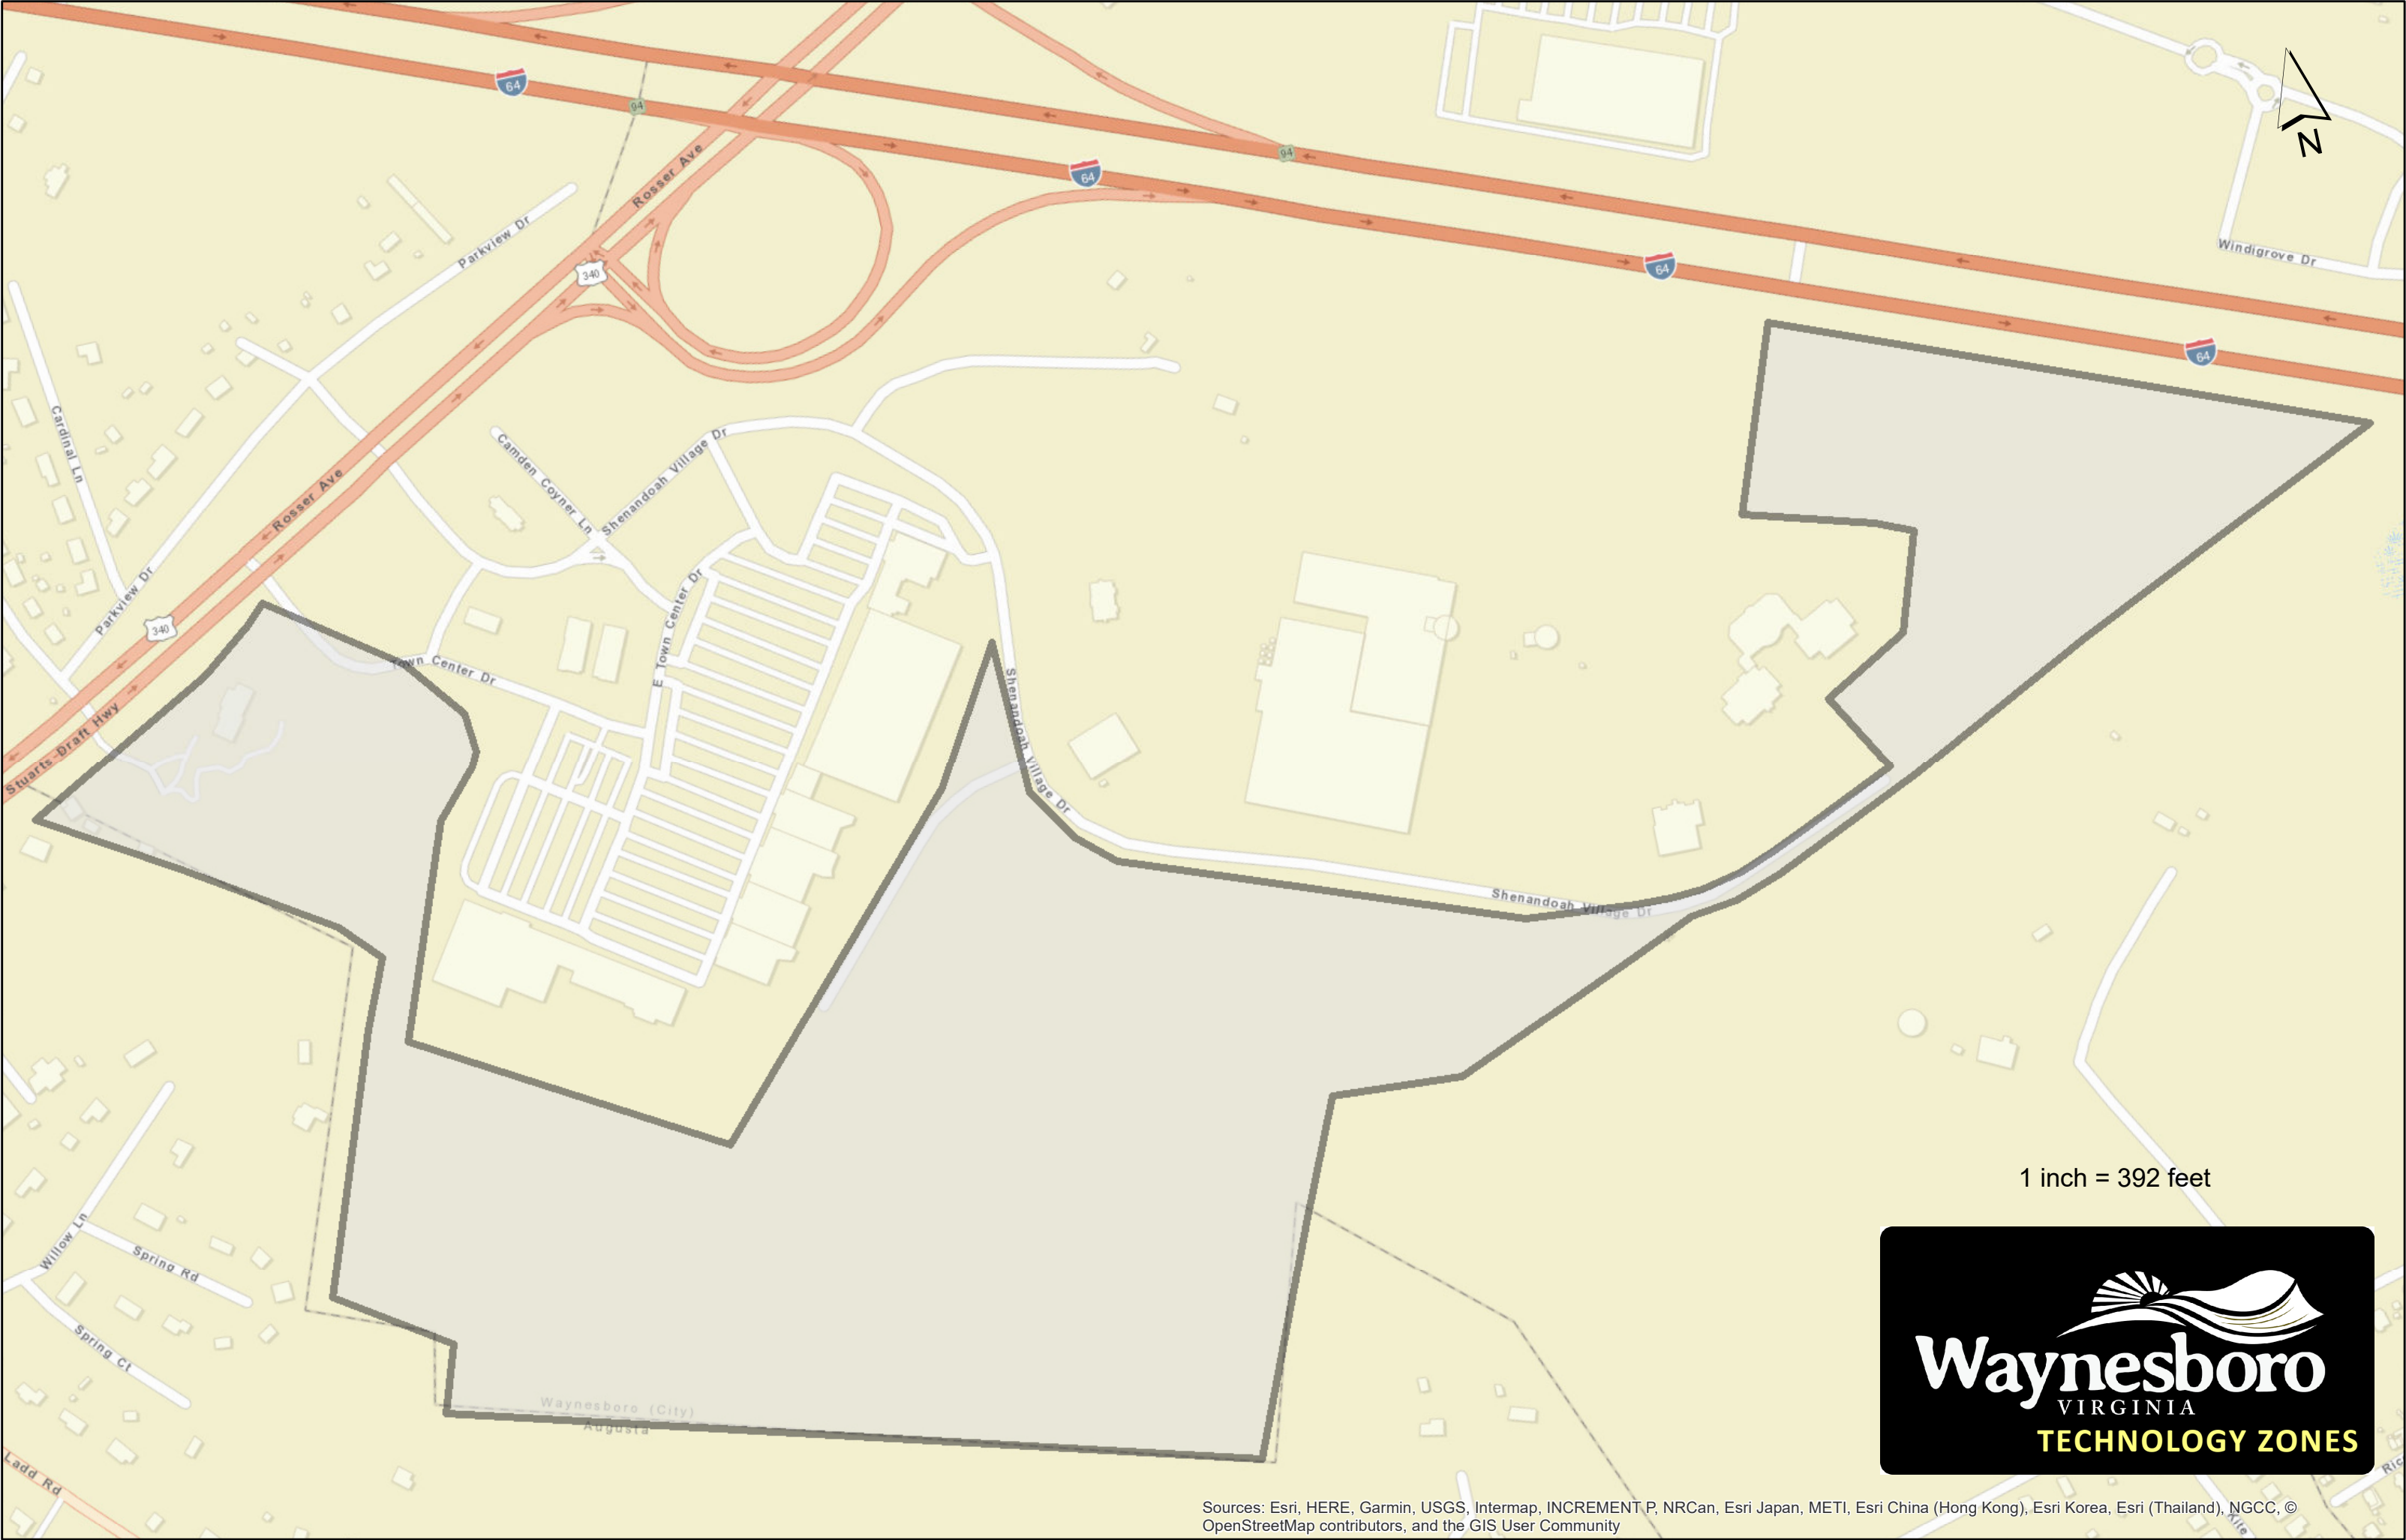 64
94
Rosser Ave
64
94
N
Parkview Dr
340
64
Windigrove Dr
64
Cardinal Ln
Camden Coyner Ln
Shenandoah Village Dr
Rosser Ave
Parkview Dr
E Town Center Dr
340
Town Center Dr
Stuarts-Draft Hwy
Shenandoah Village Dr
Shenandoah Village Dr
1 inch = 392 feet
Willow Ln
Spring Rd
Spring Ct
Waynesboro (City)
Augusta
Ladd Rd
Waynesboro
VIRGINIA
TECHNOLOGY ZONES
Sources: Esri, HERE, Garmin, USGS, Intermap, INCREMENT P, NRCan, Esri Japan, METI, Esri China (Hong Kong), Esri Korea, Esri (Thailand), NGCC, ©
OpenStreetMap contributors, and the GIS User Community